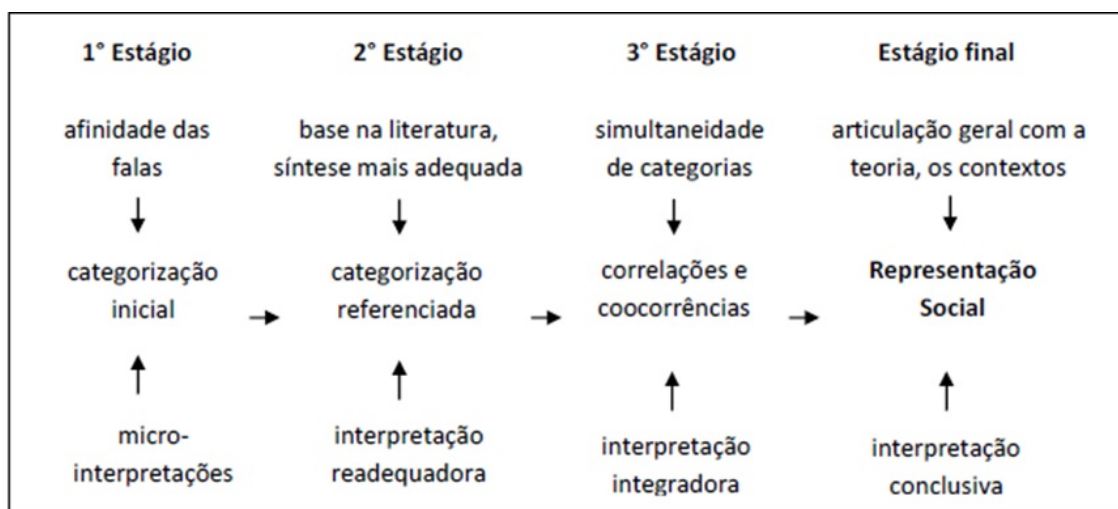 1° Estágio
2° Estágio
3° Estágio
Estágio final
afinidade das
falas
base na literatura,
síntese mais adequada
simultaneidade
de categorias
articulação geral com a
teoria, os contextos
categorização
inicial
categorização
referenciada
correlações e
coocorrências
Representação
Social
micro-
interpretações
interpretação
readequadora
interpretação
integradora
interpretação
conclusiva